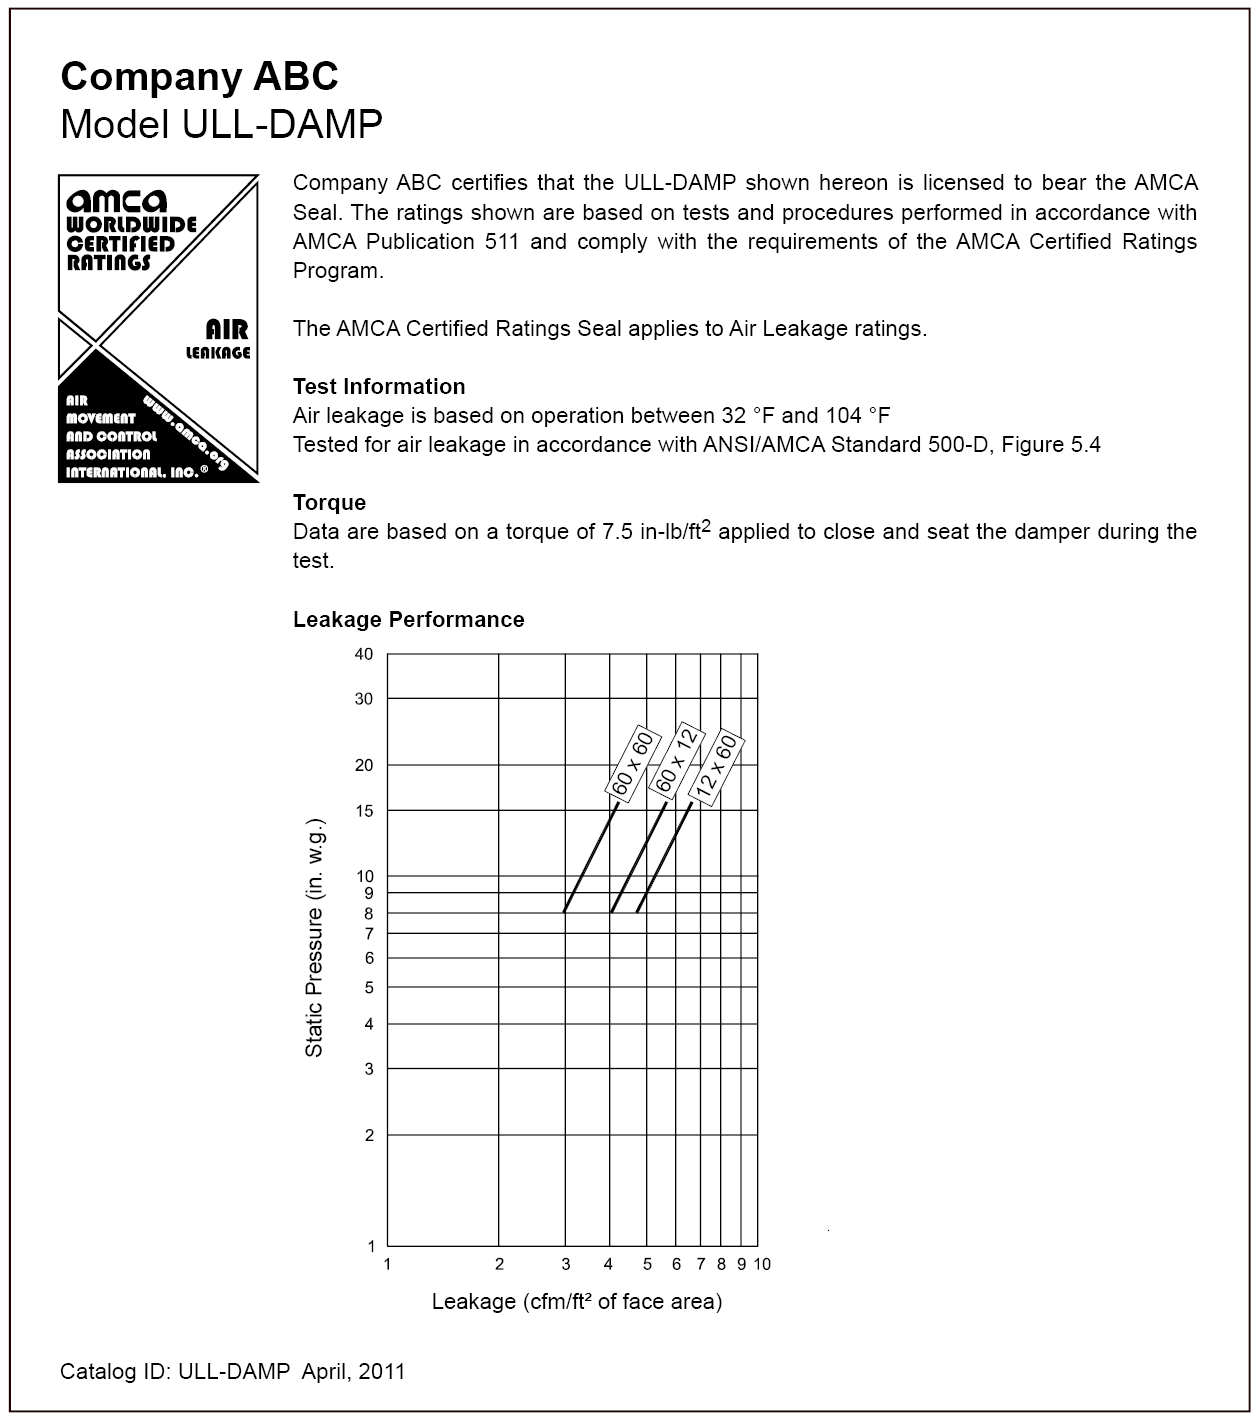 Company ABC
Model ULL-DAMP
amca
WORLDWIDE
CERTIFIED
RATINGS
AIR
LEAKAGE
AIR
MOVEMENT
AND CONTROL
ASSOCIATION
INTERNATIONAL, INC.®
www.amca.org
Company ABC certifies that the ULL-DAMP shown hereon is licensed to bear the AMCA
Seal. The ratings shown are based on tests and procedures performed in accordance with
AMCA Publication 511 and comply with the requirements of the AMCA Certified Ratings
Program.
The AMCA Certified Ratings Seal applies to Air Leakage ratings.
Test Information
Air leakage is based on operation between 32 °F and 104 °F
Tested for air leakage in accordance with ANSI/AMCA Standard 500-D, Figure 5.4
Torque
Data are based on a torque of 7.5 in-lb/ft2 applied to close and seat the damper during the
test.
Leakage Performance
40
30
20
15
10
9
8
7
6
5
4
3
2
1
Static Pressure (in. w.g.)
60 x 60
60 x 12
12 x 60
1 2 3 4 5 6 7 8 9 10
Leakage (cfm/ft² of face area)
Catalog ID: ULL-DAMP April, 2011